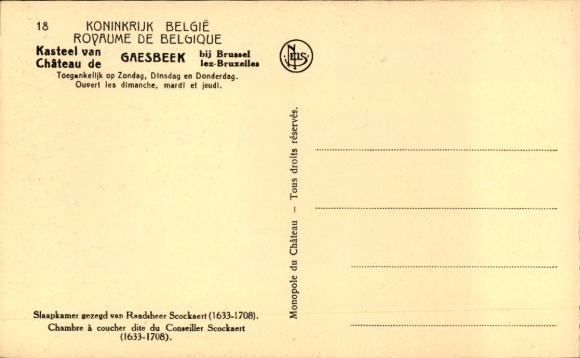 18 KONINKRIJK BELGIË
ROYAUME DE BELGIQUE
Kasteel van GAESBEEK bij Brussel
Château de lez-Bruxelles
Toegankelijk op Zondag, Dinsdag en Donderdag.
Ouvert les dimanche, mardi et jeudi.
NELS
Monopole du Château – Tous droits réservés.
Slaapkamer gezegd van Raadsheer Scockaert (1633-1708).
Chambre à coucher dite du Conseiller Scockaert
(1633-1708).